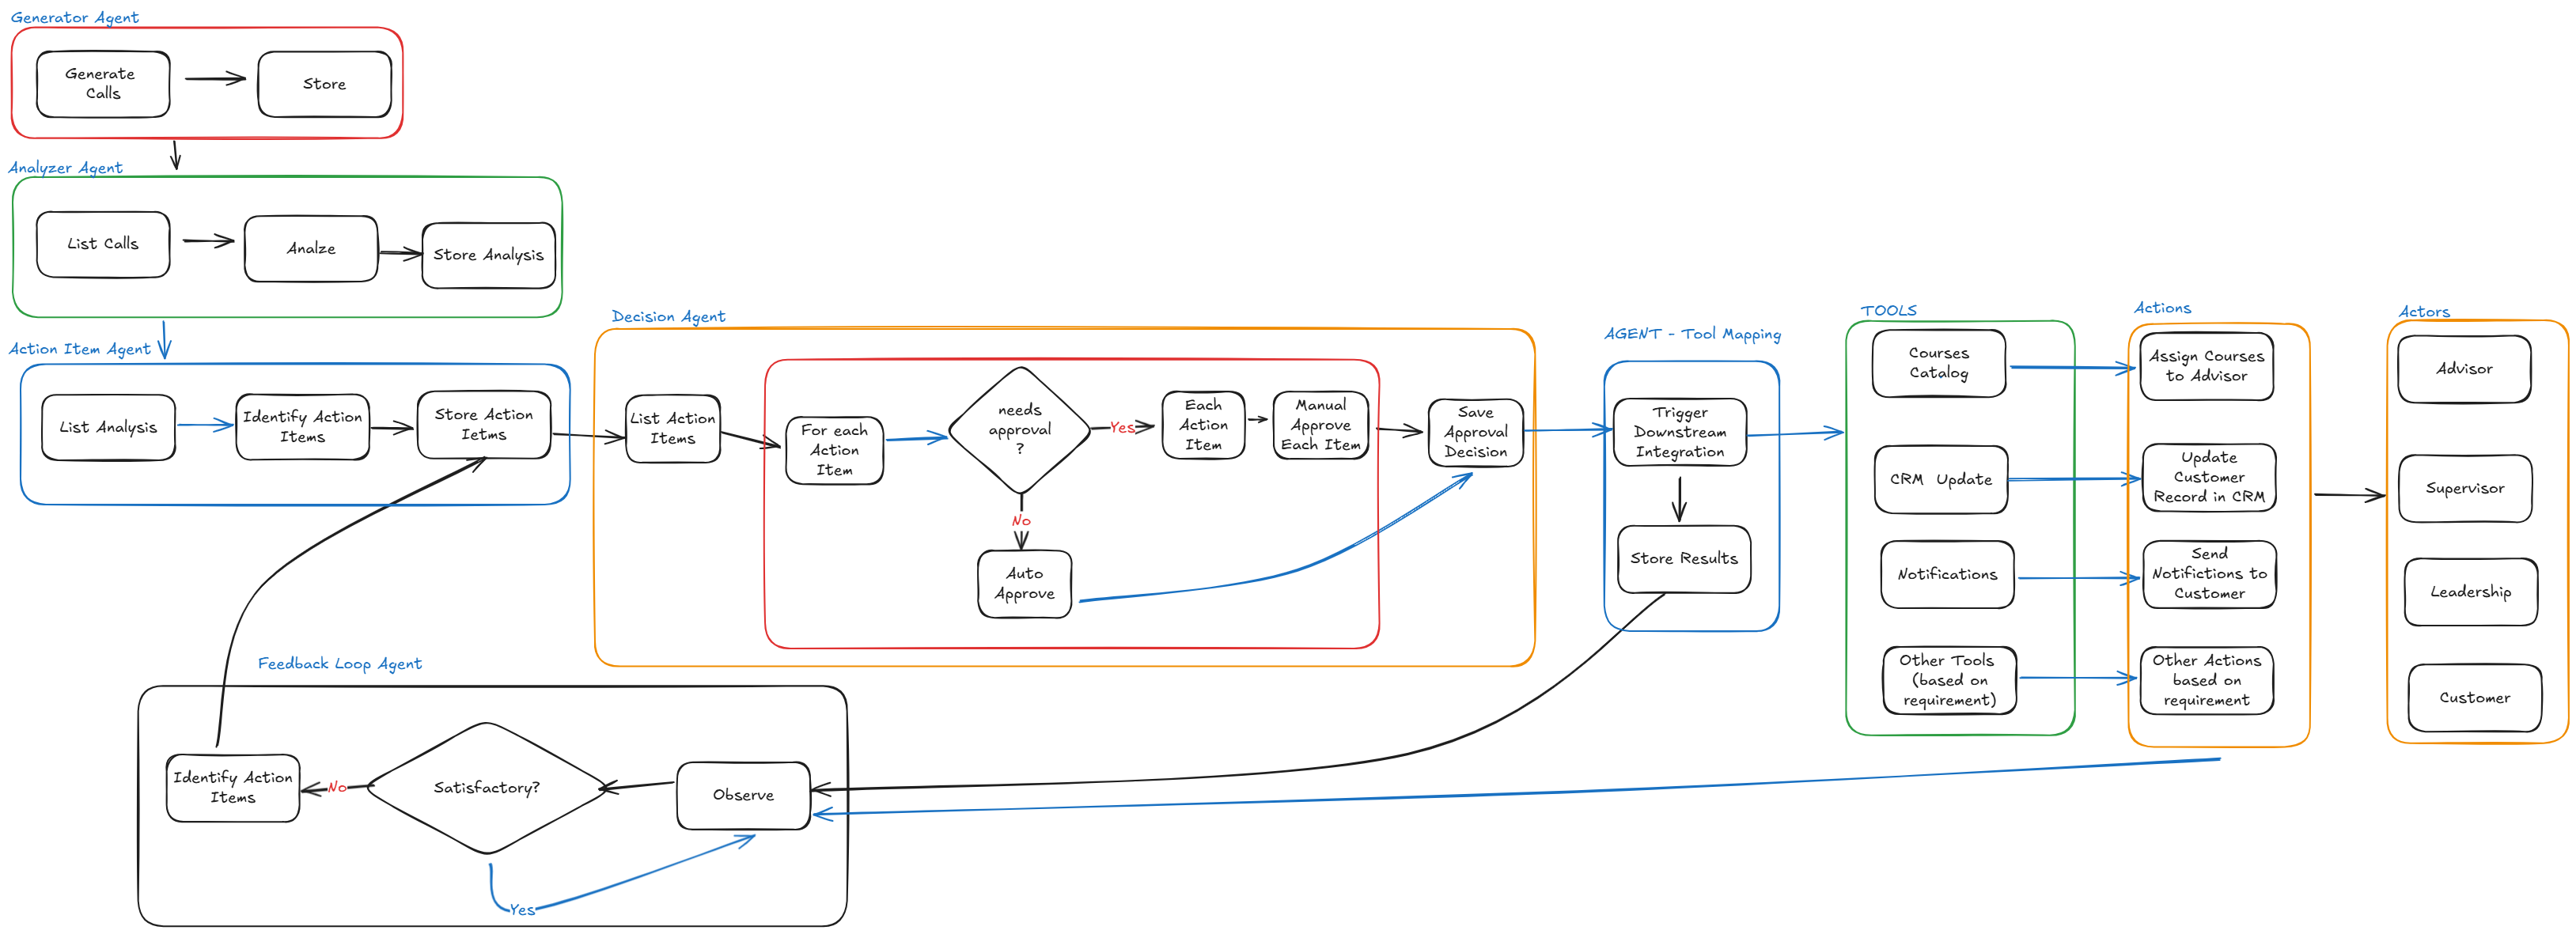 Generator Agent
Generate
Calls
Store
Analyzer Agent
List Calls
Analze
Store Analysis
Action Item Agent
List Analysis
Identify Action
Items
Store Action
Ietms
Decision Agent
List Action
Items
For each
Action
Item
needs
approval
?
Yes
Each
Action
Item
Manual
Approve
Each Item
No
Auto
Approve
Save
Approval
Decision
AGENT - Tool Mapping
Trigger
Downstream
Integration
Store Results
TOOLS
Courses
Catalog
CRM Update
Notifications
Other Tools
(based on
requirement)
Actions
Assign Courses
to Advisor
Update
Customer
Record in CRM
Send
Notifictions to
Customer
Other Actions
based on
requirement
Actors
Advisor
Supervisor
Leadership
Customer
Feedback Loop Agent
Identify Action
Items
No
Satisfactory?
Observe
Yes